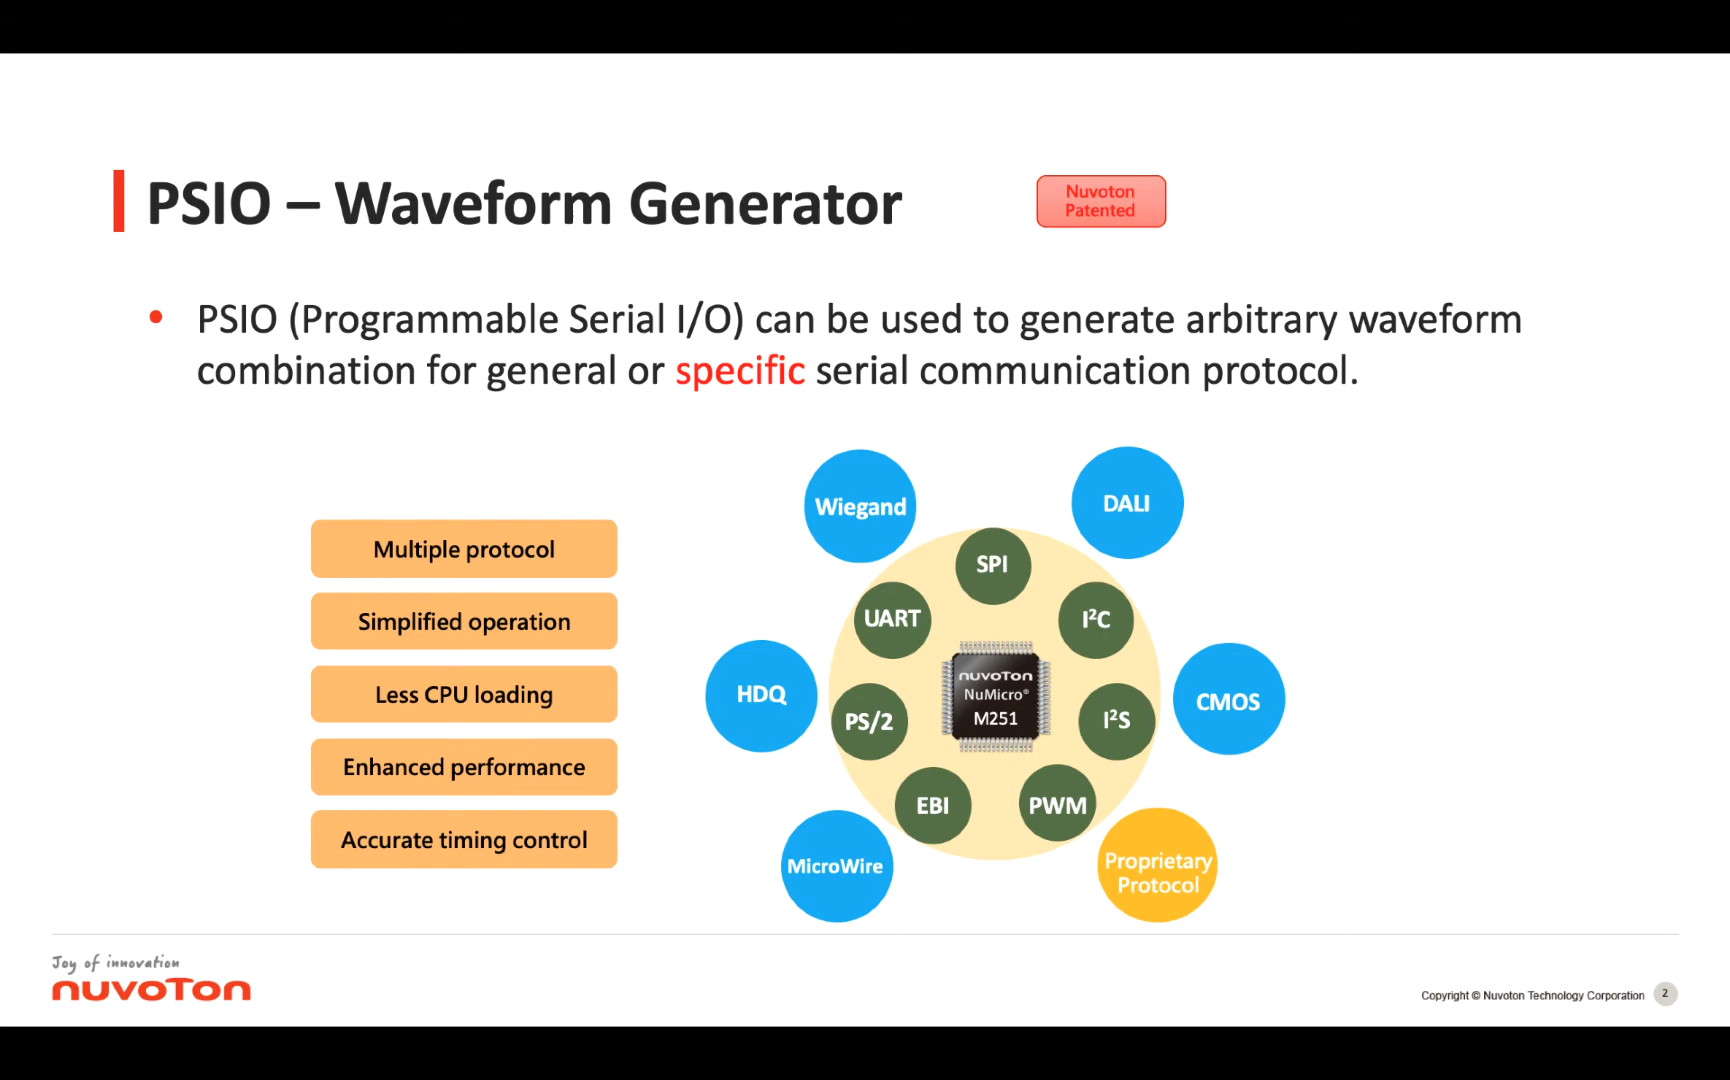 PSIO – Waveform Generator
Nuvoton
Patented
• PSIO (Programmable Serial I/O) can be used to generate arbitrary waveform
combination for general or specific serial communication protocol.
Multiple protocol
Simplified operation
Less CPU loading
Enhanced performance
Accurate timing control
Wiegand
DALI
SPI
UART
I²C
HDQ
nuvoTon
NuMicro®
M251
CMOS
PS/2
I²S
EBI
PWM
MicroWire
Proprietary
Protocol
Joy of innovation
nuvoTon
Copyright © Nuvoton Technology Corporation
2